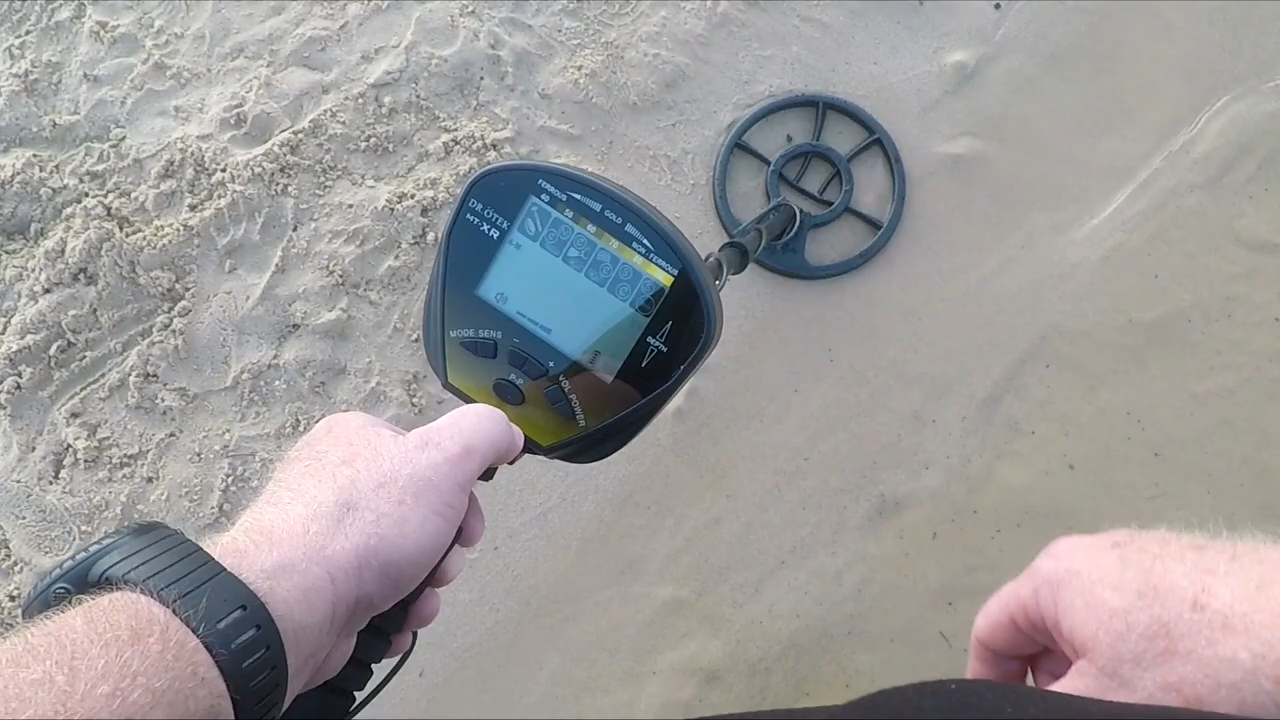 FERROUS GOLD NON-FERROUS
40 50 60 70 80
DR.ÖTEK
MT-XR
DEPTH
MODE SENS
- +
P-P
VOL POWER